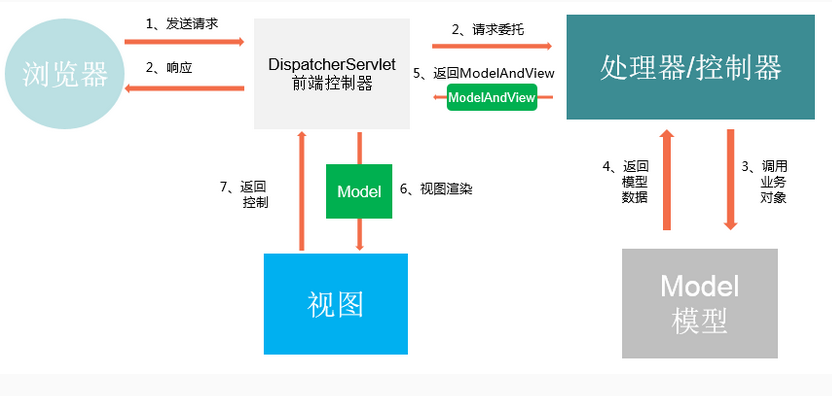 1、发送请求
2、响应
浏览器
DispatcherServlet
前端控制器
2、请求委托
5、返回ModelAndView
ModelAndView
处理器/控制器
4、返回
模型
数据
3、调用
业务
对象
7、返回
控制
Model
6、视图渲染
视图
Model
模型